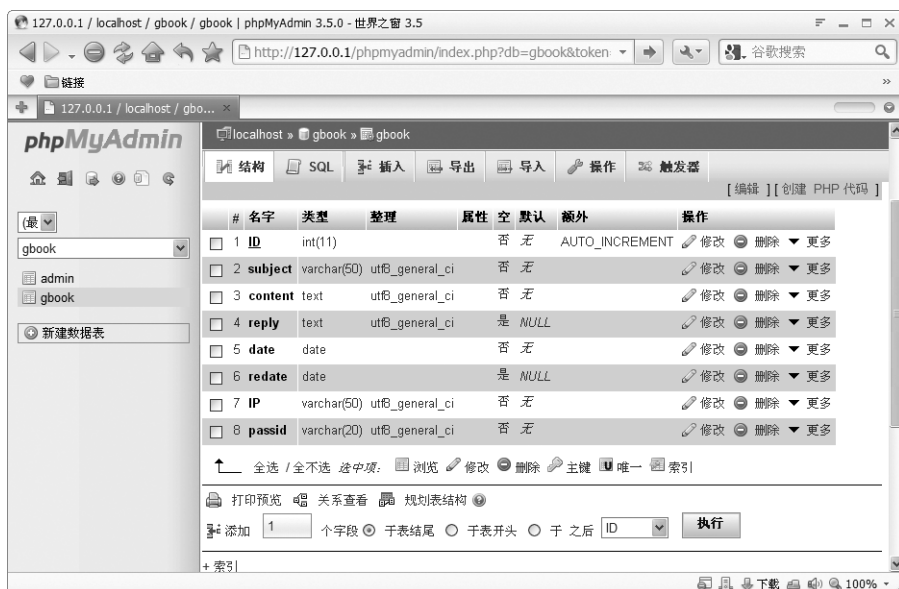 127.0.0.1 / localhost / gbook / gbook | phpMyAdmin 3.5.0 - 世界之窗 3.5
http://127.0.0.1/phpmyadmin/index.php?db=gbook&token: 谷歌搜索
链接
127.0.0.1 / localhost / gbo...
phpMyAdmin
(最
gbook
admin
gbook
新建数据表
localhost » gbook » gbook
结构 SQL 插入 导出 导入 操作 触发器
[ 编辑 ] [ 创建 PHP 代码 ]
# 名字 类型 整理 属性 空 默认 额外 操作
1 ID int(11) 否 无 AUTO_INCREMENT 修改 删除 更多
2 subject varchar(50) utf8_general_ci 否 无 修改 删除 更多
3 content text utf8_general_ci 否 无 修改 删除 更多
4 reply text utf8_general_ci 是 NULL 修改 删除 更多
5 date date 否 无 修改 删除 更多
6 redate date 是 NULL 修改 删除 更多
7 IP varchar(50) utf8_general_ci 否 无 修改 删除 更多
8 passid varchar(20) utf8_general_ci 否 无 修改 删除 更多
全选 / 全不选 选中项: 浏览 修改 删除 主键 U 唯一 索引
打印预览 关系查看 规划表结构
添加 1 个字段 于表结尾 于表开头 于 之后 ID 执行
+ 索引
下载 100%